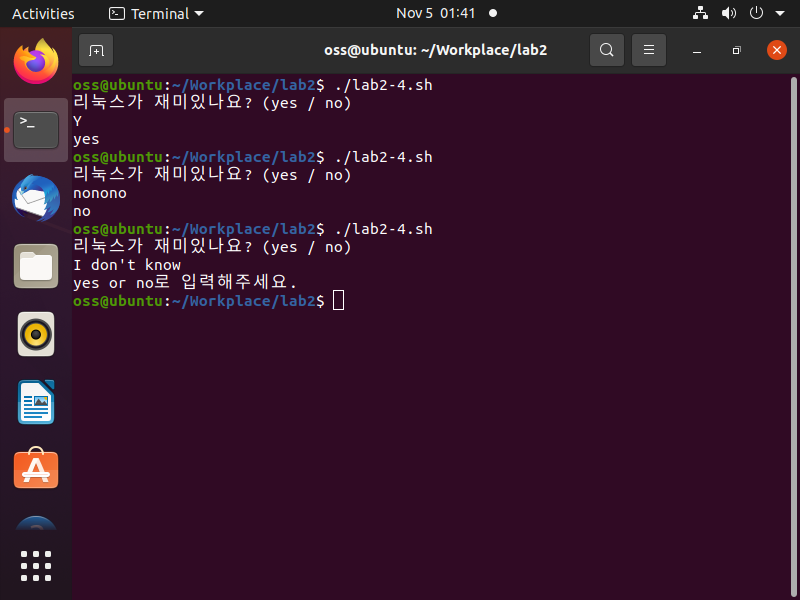 Activities
Terminal
Nov 5 01:41
oss@ubuntu: ~/Workplace/lab2
oss@ubuntu:~/Workplace/lab2$ ./lab2-4.sh
리눅스가 재미있나요? (yes / no)
Y
yes
oss@ubuntu:~/Workplace/lab2$ ./lab2-4.sh
리눅스가 재미있나요? (yes / no)
nonono
no
oss@ubuntu:~/Workplace/lab2$ ./lab2-4.sh
리눅스가 재미있나요? (yes / no)
I don't know
yes or no로 입력해주세요.
oss@ubuntu:~/Workplace/lab2$